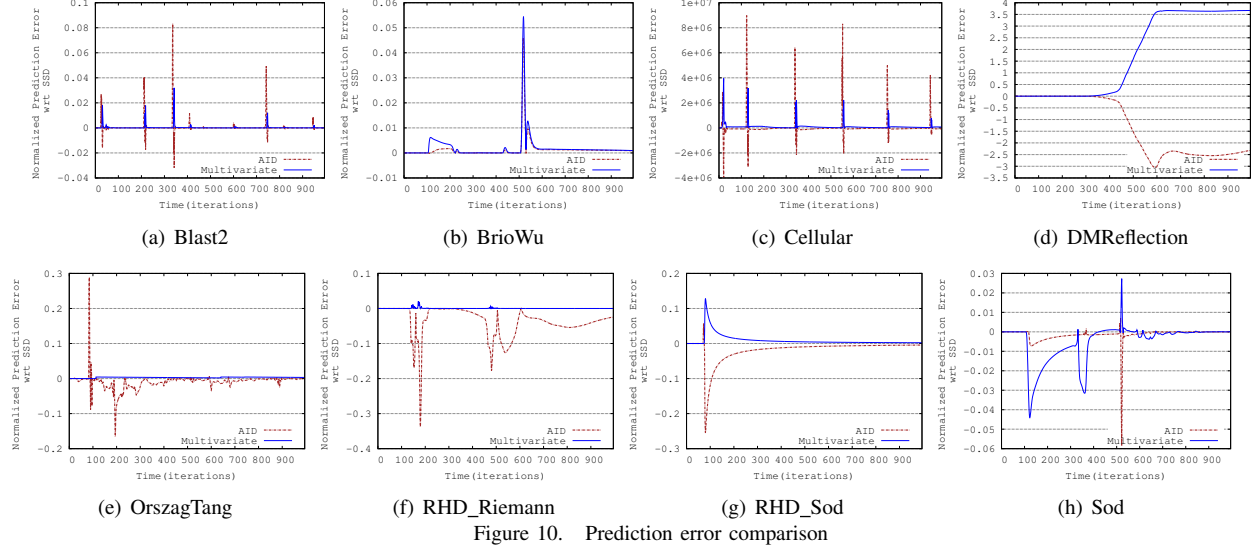 Normalized Prediction Error
wrt SSD
0.1
0.08
0.06
0.04
0.02
0
-0.02
-0.04
0 100 200 300 400 500 600 700 800 900
AID
Multivariate
Time(iterations)
(a) Blast2
Normalized Prediction Error
wrt SSD
0.06
0.05
0.04
0.03
0.02
0.01
0
0.01
0 100 200 300 400 500 600 700 800 900
AID
Multivariate
Time(iterations)
(b) BrioWu
Normalized Prediction Error
wrt SSD
1e+07
8e+06
6e+06
4e+06
2e+06
0
-2e+06
-4e+06
0 100 200 300 400 500 600 700 800 900
AID
Multivariate
Time(iterations)
(c) Cellular
Normalized Prediction Error
wrt SSD
4
3.5
3
2.5
2
1.5
1
0.5
0
-0.5
-1
-1.5
-2
-2.5
-3
-3.5
0 100 200 300 400 500 600 700 800 900
AID
Multivariate
Time(iterations)
(d) DMReflection
Normalized Prediction Error
wrt SSD
0.3
0.2
0.1
0
-0.1
-0.2
0 100 200 300 400 500 600 700 800 900
AID
Multivariate
Time(iterations)
(e) OrszagTang
Normalized Prediction Error
wrt SSD
0.1
0
-0.1
-0.2
-0.3
-0.4
0 100 200 300 400 500 600 700 800 900
AID
Multivariate
Time(iterations)
(f) RHD_Riemann
Normalized Prediction Error
wrt SSD
0.2
0.1
0
-0.1
-0.2
-0.3
0 100 200 300 400 500 600 700 800 900
AID
Multivariate
Time(iterations)
(g) RHD_Sod
Normalized Prediction Error
wrt SSD
0.03
0.02
0.01
0
-0.01
-0.02
-0.03
-0.04
-0.05
-0.06
0 100 200 300 400 500 600 700 800 900
AID
Multivariate
Time(iterations)
(h) Sod
Figure 10. Prediction error comparison